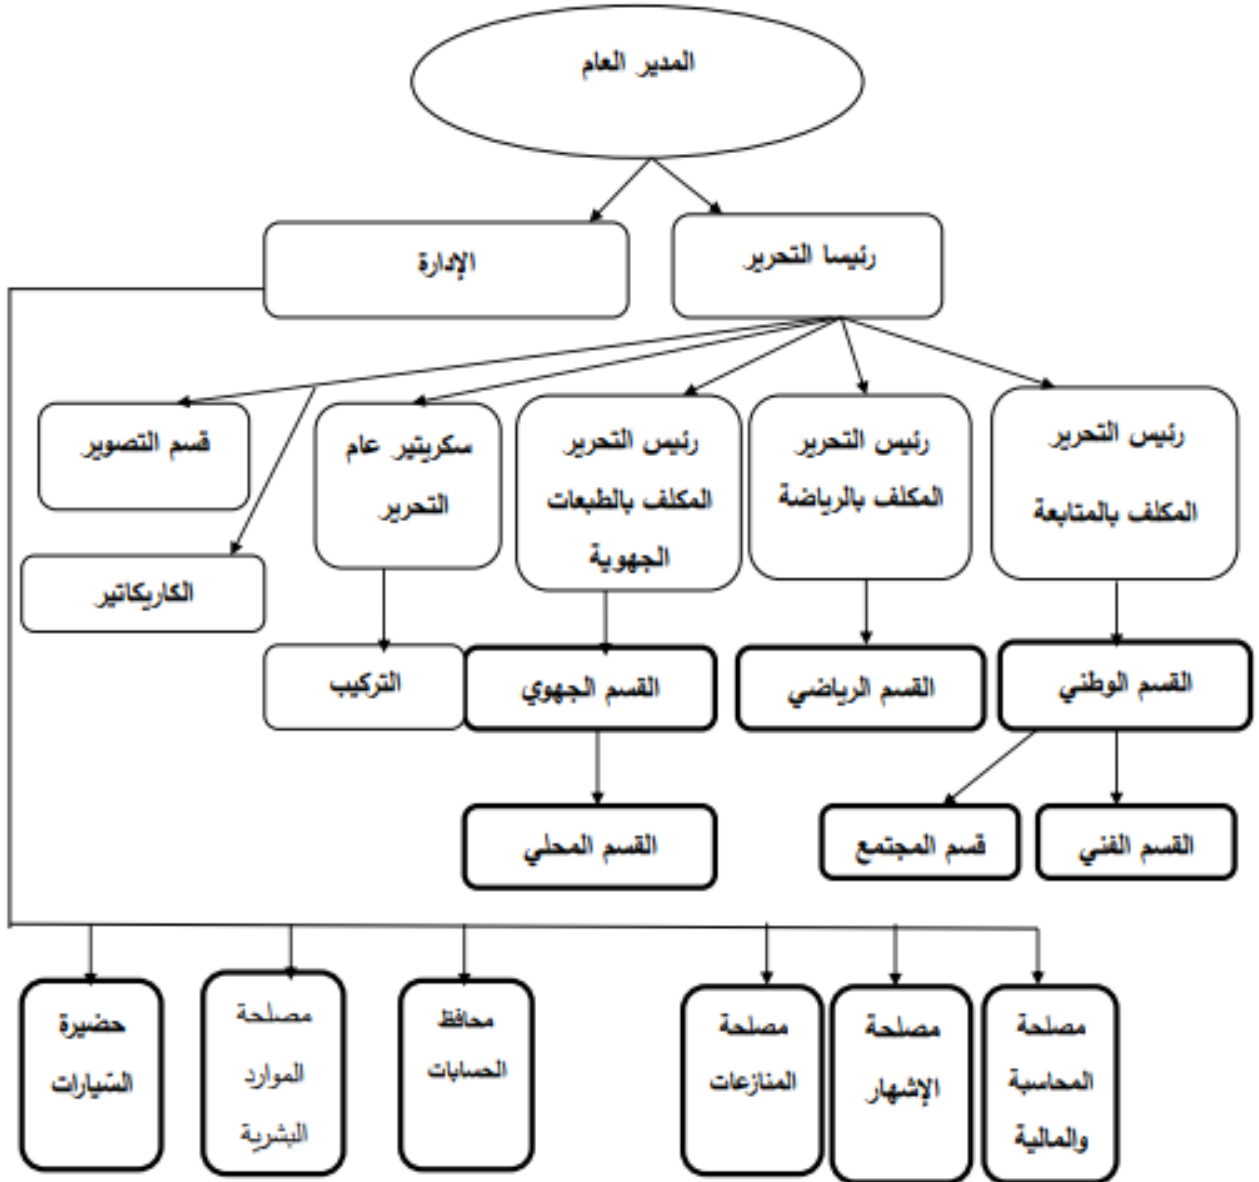 المدير العام
رئيسا التحرير
الإدارة
رئيس التحرير
المكلف بالمتابعة
رئيس التحرير
المكلف بالرياضة
رئيس التحرير
المكلف بالطبعات
الجهوية
سكريتير عام
التحرير
قسم التصوير
الكاريكاتير
القسم الوطني
القسم الرياضي
القسم الجهوي
التركيب
القسم الفني
قسم المجتمع
القسم المحلي
مصلحة
المحاسبة
والمالية
مصلحة
الإشهار
مصلحة
المنازعات
محافظ
الحسابات
مصلحة
الموارد
البشرية
حضيرة
السّيارات